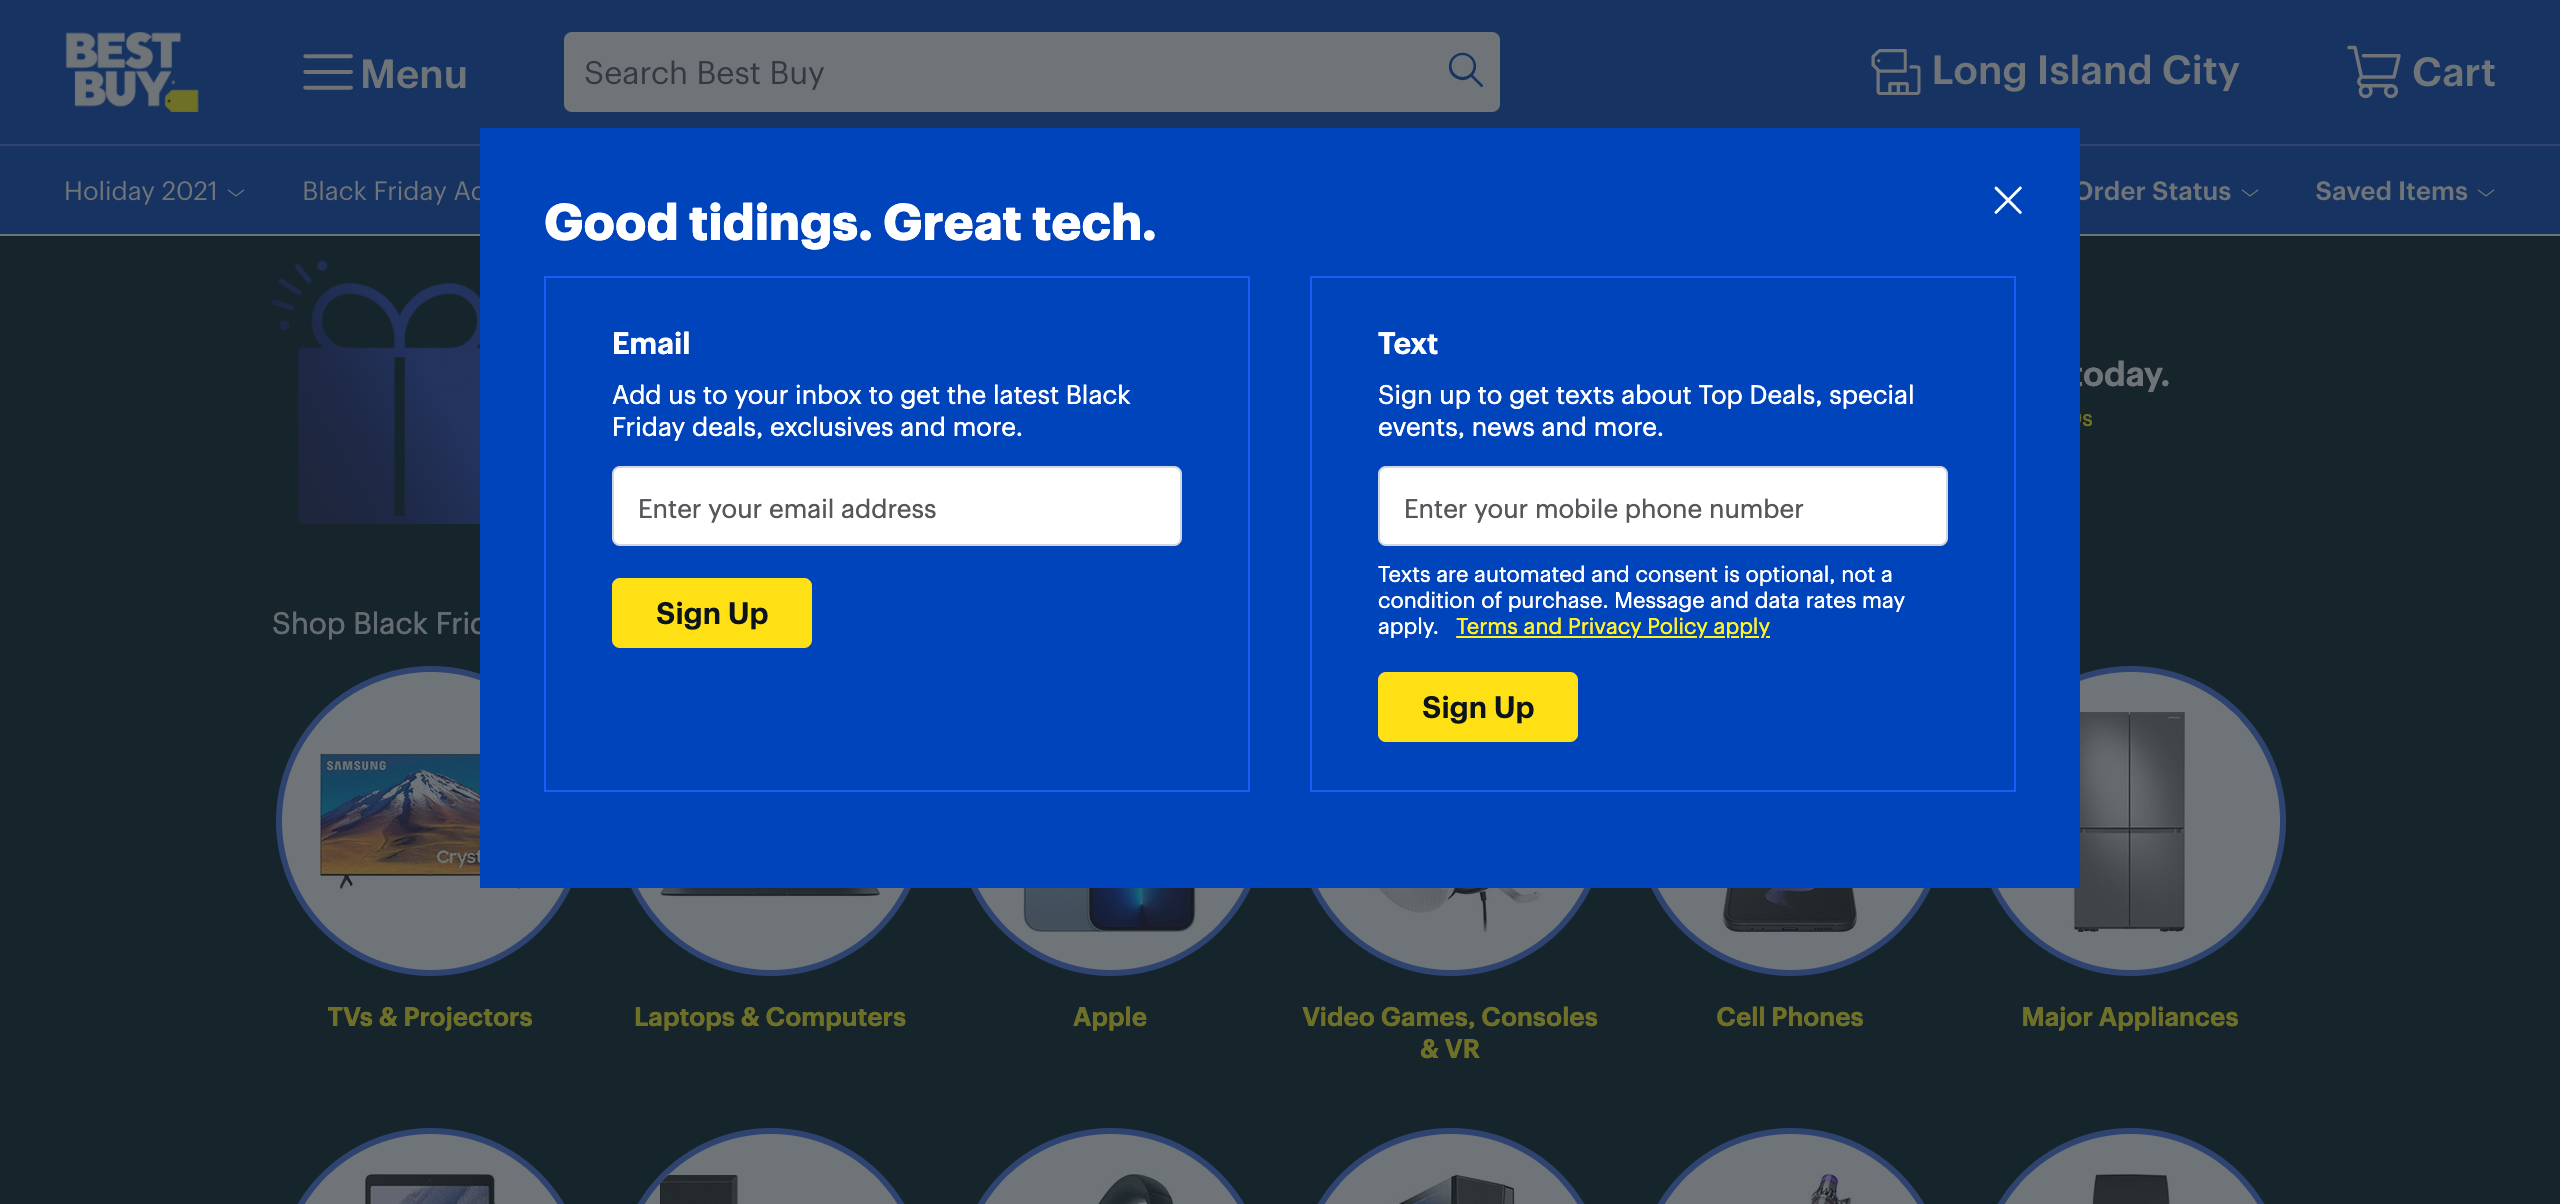 BEST
BUY
Menu
Search Best Buy
Long Island City
Cart
Holiday 2021
Black Friday
Order Status
Saved Items
Good tidings. Great tech.
Email
Add us to your inbox to get the latest Black
Friday deals, exclusives and more.
Enter your email address
Sign Up
Text
Sign up to get texts about Top Deals, special
events, news and more.
Enter your mobile phone number
Texts are automated and consent is optional, not a
condition of purchase. Message and data rates may
apply. Terms and Privacy Policy apply
Sign Up
today.
Shop Black
SAMSUNG
TVs & Projectors
Laptops & Computers
Apple
Video Games, Consoles
& VR
Cell Phones
Major Appliances